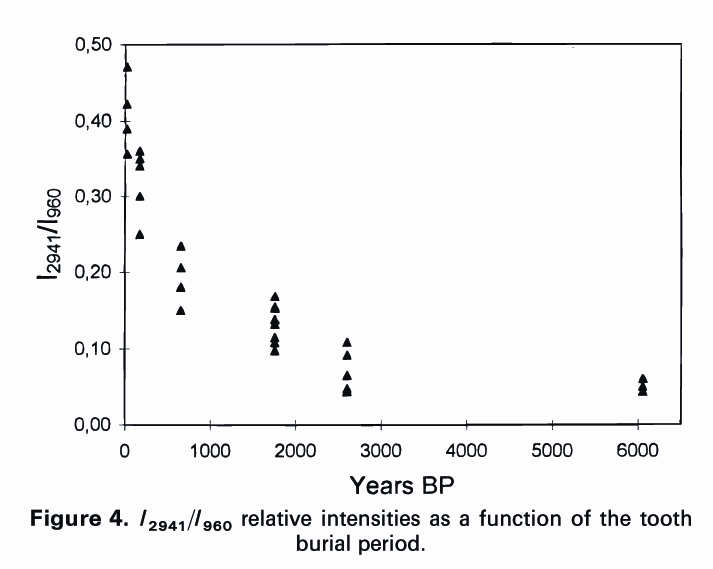 0,50
0,40
0,30
0,20
0,10
0,00
I2941/I960
0 1000 2000 3000 4000 5000 6000
Years BP
Figure 4. I2941/I960 relative intensities as a function of the tooth
burial period.